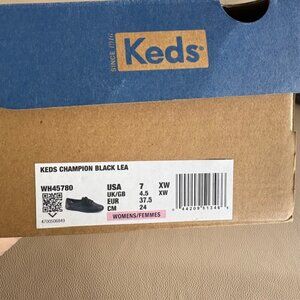 SINCE 1916
Keds
KEDS CHAMPION BLACK LEA
WH45780
USA 7 XW
UK/GB 4.5 XW
EUR 37.5
CM 24
WOMENS/FEMMES
4700506949